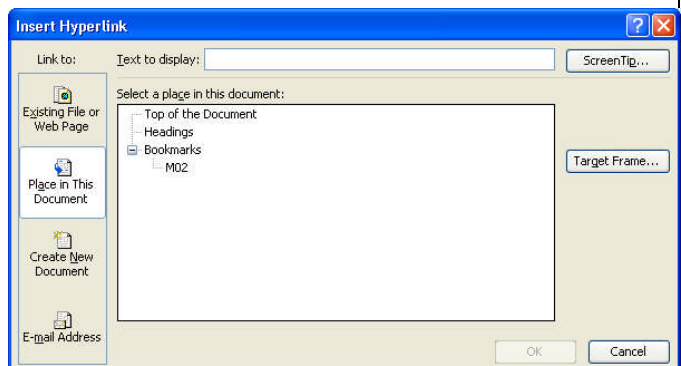 Insert Hyperlink
Link to:
Text to display:
ScreenTip...
Select a place in this document:
Existing File or
Web Page
Top of the Document
Headings
Bookmarks
M02
Place in This
Document
Target Frame...
Create New
Document
E-mail Address
OK
Cancel